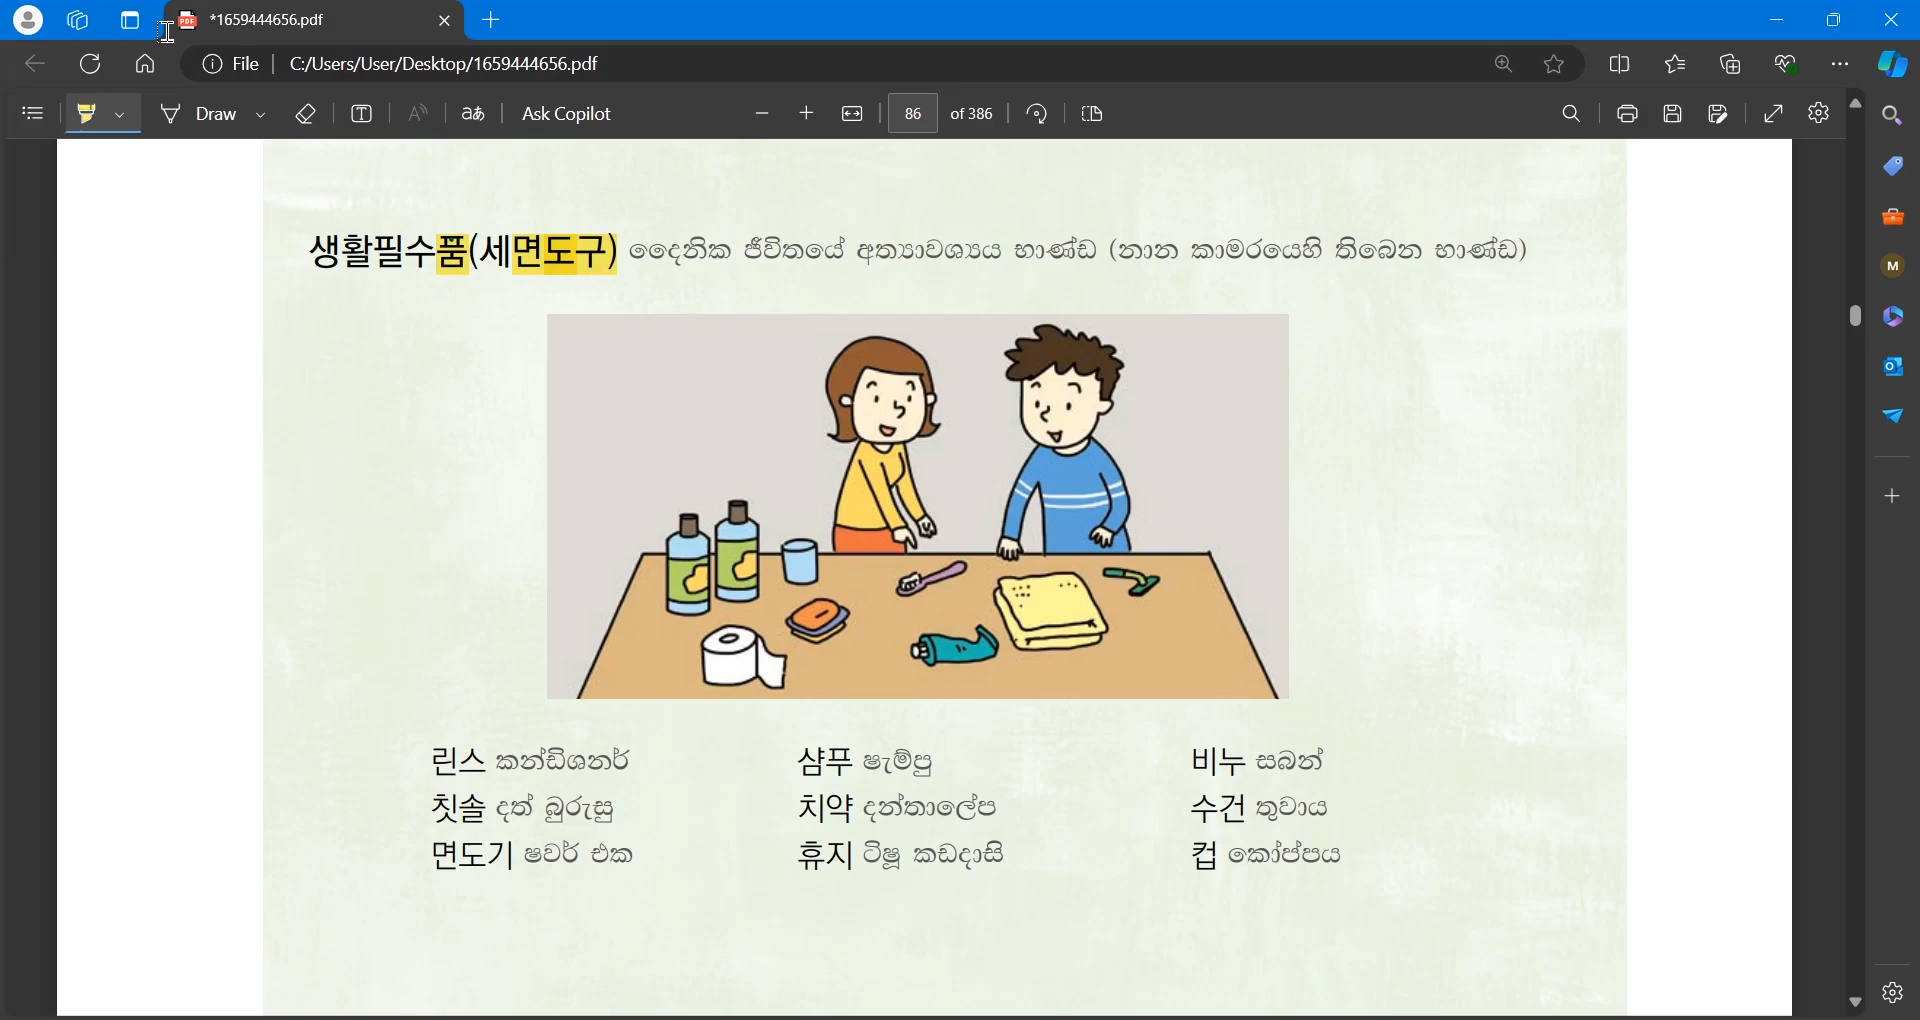 *1659444656.pdf
File C:/Users/User/Desktop/1659444656.pdf
Draw aあ Ask Copilot 86 of 386
생활필수품(세면도구) දෛනික ජීවිතයේ අත්‍යාවශ්‍යය භාණ්ඩ (නාන කාමරයෙහි තිබෙන භාණ්ඩ)
린스 කන්ඩිශනර් 샴푸 ෂැම්පු 비누 සබන්
칫솔 දත් බුරුසු 치약 දන්තාලේප 수건 තුවාය
면도기 ෂවර් එක 휴지 ටිෂූ කඩදාසි 컵 කෝප්පය